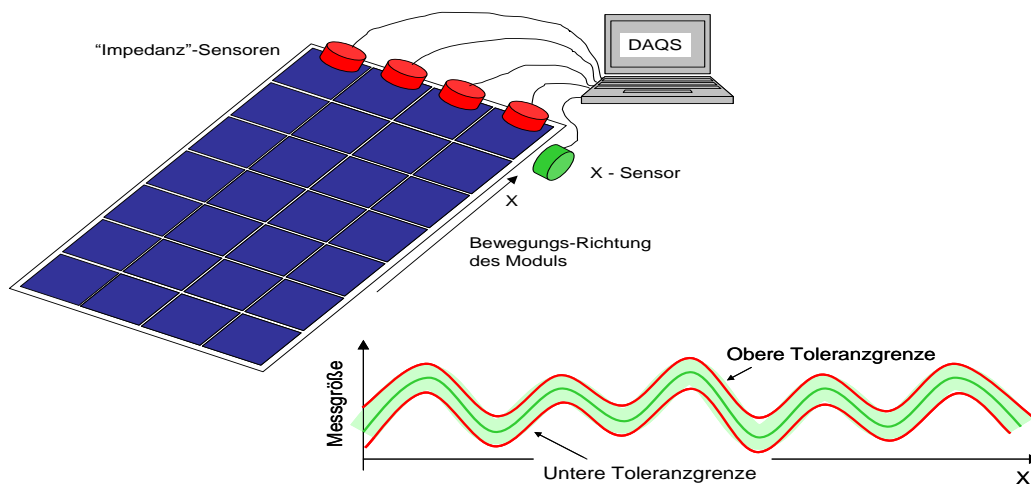 “Impedanz”-Sensoren
DAQS
X - Sensor
X
Bewegungs-Richtung
des Moduls
Messgröße
Obere Toleranzgrenze
Untere Toleranzgrenze
X